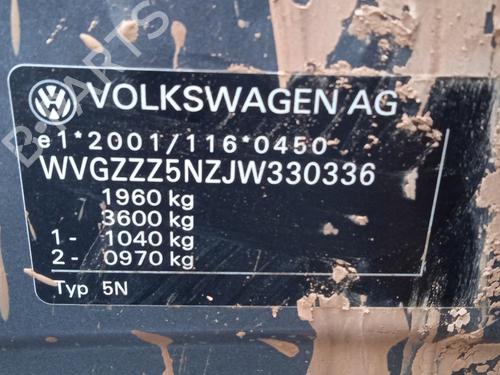 VOLKSWAGEN AG
e1*2001/116*0450
WVGZZZ5NZJW330336
1960 kg
3600 kg
1- 1040 kg
2- 0970 kg
Typ 5N
B-PARTS